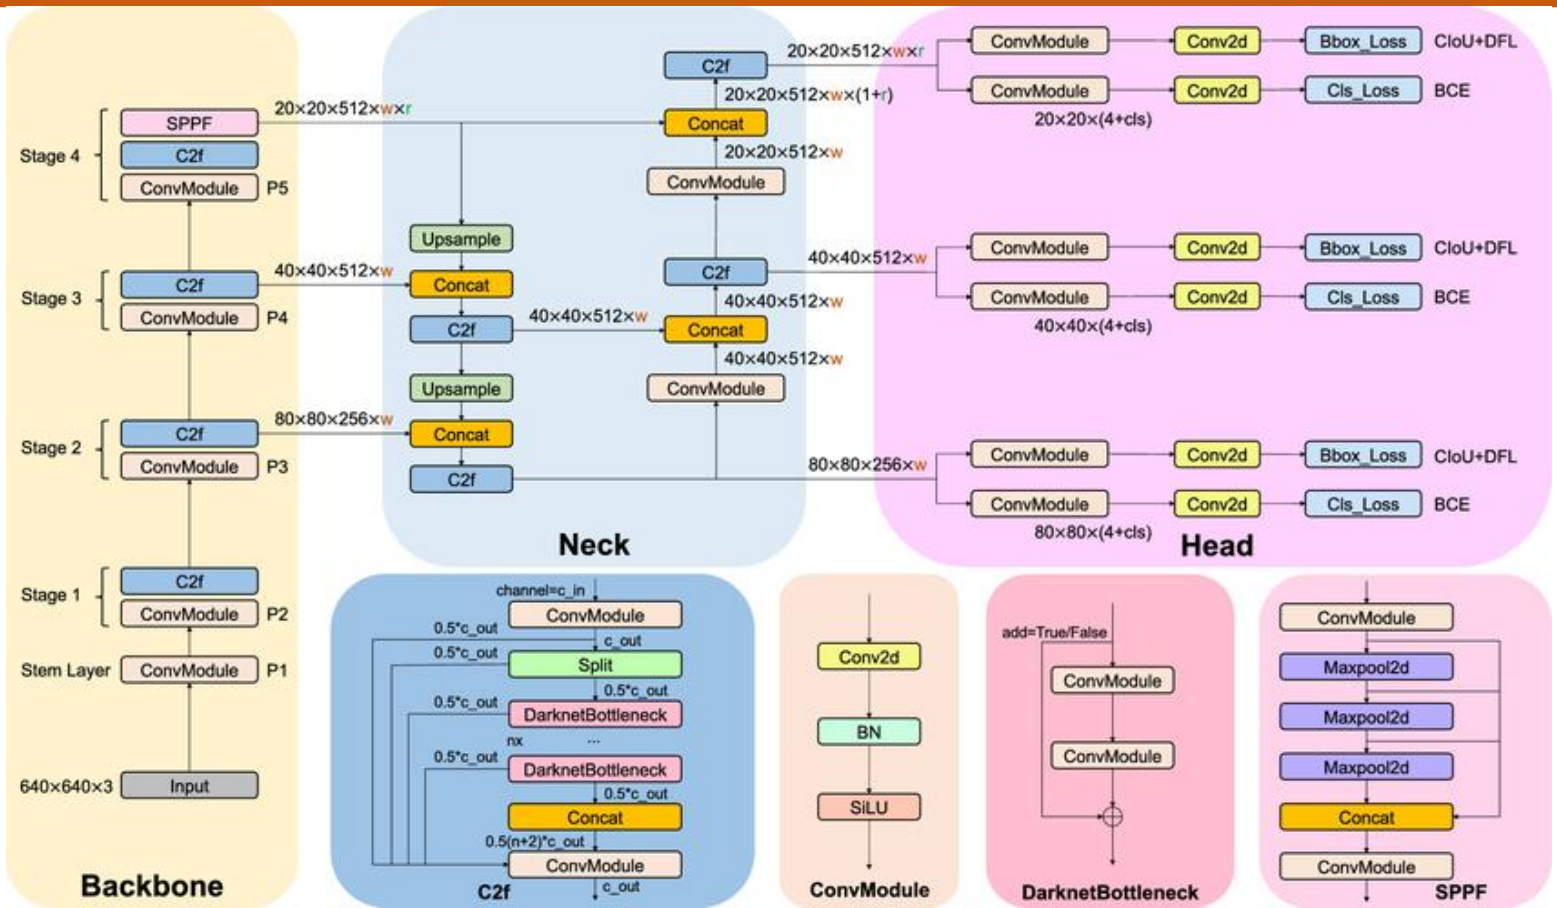 Stage 4
SPPF
C2f
ConvModule
P5
Stage 3
C2f
ConvModule
P4
Stage 2
C2f
ConvModule
P3
Stage 1
C2f
ConvModule
P2
Stem Layer
ConvModule
P1
640×640×3
Input
Backbone
20×20×512×w×r
40×40×512×w
80×80×256×w
Upsample
Concat
C2f
Upsample
Concat
C2f
40×40×512×w
C2f
20×20×512×w×(1+r)
Concat
20×20×512×w
ConvModule
C2f
40×40×512×w
Concat
40×40×512×w
ConvModule
Neck
20×20×512×w×r
40×40×512×w
80×80×256×w
ConvModule
Conv2d
Bbox_Loss
CIoU+DFL
ConvModule
Conv2d
Cls_Loss
BCE
20×20×(4+cls)
ConvModule
Conv2d
Bbox_Loss
CIoU+DFL
ConvModule
Conv2d
Cls_Loss
BCE
40×40×(4+cls)
ConvModule
Conv2d
Bbox_Loss
CIoU+DFL
ConvModule
Conv2d
Cls_Loss
BCE
80×80×(4+cls)
Head
channel=c_in
ConvModule
0.5*c_out
c_out
0.5*c_out
Split
0.5*c_out
0.5*c_out
DarknetBottleneck
nx
...
0.5*c_out
DarknetBottleneck
0.5*c_out
Concat
0.5(n+2)*c_out
ConvModule
C2f
c_out
Conv2d
BN
SiLU
ConvModule
add=True/False
ConvModule
ConvModule
DarknetBottleneck
ConvModule
Maxpool2d
Maxpool2d
Maxpool2d
Concat
ConvModule
SPPF